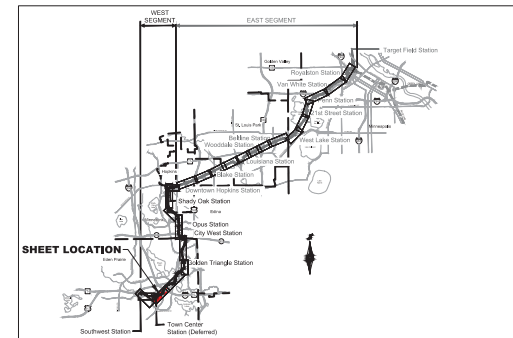 WEST
SEGMENT
EAST SEGMENT
Target Field Station
Golden Valley
Royalston Station
Van White Station
Penn Station
21st Street Station
St. Louis Park
Minneapolis
Beltline Station
Wooddale Station
West Lake Station
Louisiana Station
Blake Station
Hopkins
Downtown Hopkins Station
Shady Oak Station
Edina
Opus Station
City West Station
SHEET LOCATION
Eden Prairie
Golden Triangle Station
Southwest Station
Town Center
Station (Deferred)